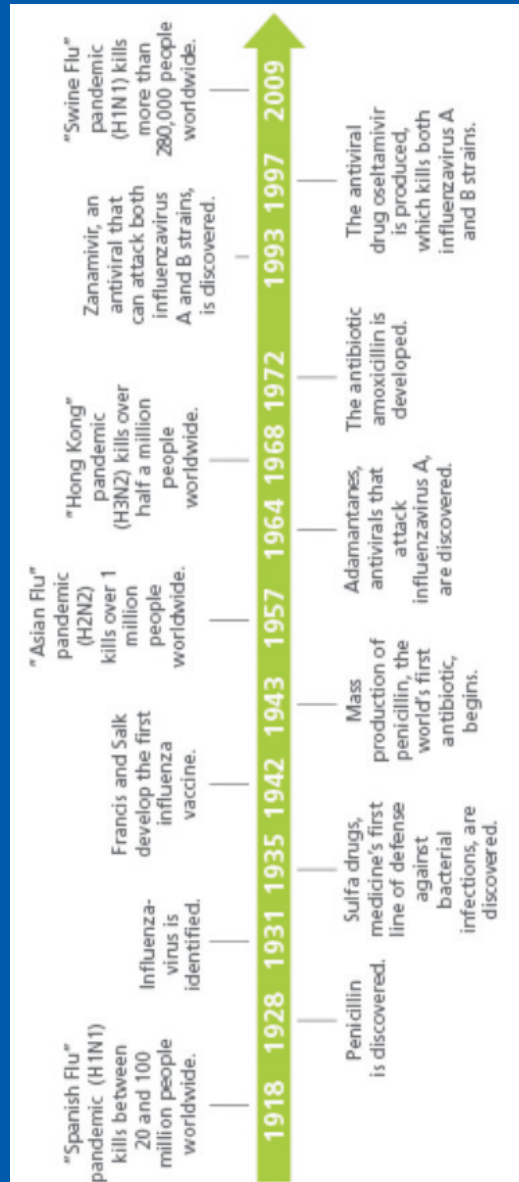 "Spanish Flu"
pandemic (H1N1)
kills between
20 and 100
million people
worldwide.
Influenza-
virus is
identified.
Francis and Salk
develop the first
influenza
vaccine.
"Asian Flu"
pandemic
(H2N2)
kills over 1
million
people
worldwide.
"Hong Kong"
pandemic
(H3N2) kills over
half a million
people
worldwide.
Zanamivir, an
antiviral that
can attack both
influenzavirus
A and B strains,
is discovered.
"Swine Flu"
pandemic
(H1N1) kills
more than
280,000 people
worldwide.
1918 1928 1931 1935 1942 1943 1957 1964 1968 1972 1993 1997 2009
Penicillin
is discovered.
Sulfa drugs,
medicine's first
line of defense
against
bacterial
infections, are
discovered.
Mass
production of
penicillin, the
world's first
antibiotic,
begins.
Adamantanes,
antivirals that
attack
influenzavirus A,
are discovered.
The antibiotic
amoxicillin is
developed.
The antiviral
drug oseltamivir
is produced,
which kills both
influenzavirus A
and B strains.